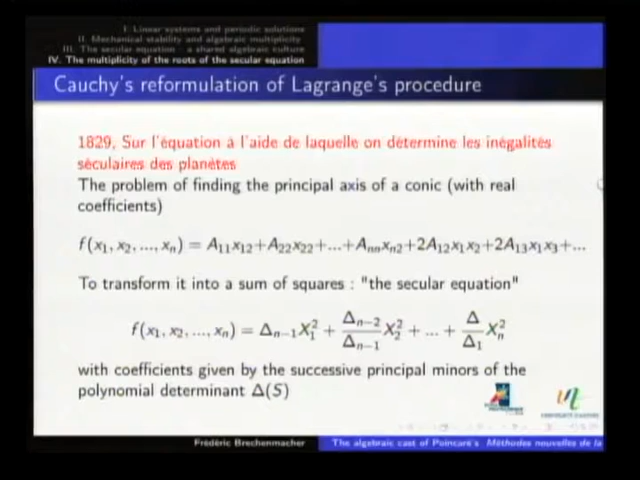 I. Linear systems and periodic solutions
II. Mechanical stability and algebraic multiplicity
III. The secular equation - a shared algebraic culture
IV. The multiplicity of the roots of the secular equation
Cauchy's reformulation of Lagrange's procedure
1829, Sur l'équation à l'aide de laquelle on détermine les inégalités
séculaires des planètes
The problem of finding the principal axis of a conic (with real
coefficients)
f(x₁, x₂, ..., xₙ) = A₁₁x₁₂+A₂₂x₂₂+...+Aₙₙxₙ₂+2A₁₂x₁x₂+2A₁₃x₁x₃+...
To transform it into a sum of squares : "the secular equation"
f(x₁, x₂, ..., xₙ) = Δₙ₋₁X₁² + Δₙ₋₂/Δₙ₋₁ X₂² + ... + Δ/Δ₁ Xₙ²
with coefficients given by the successive principal minors of the
polynomial determinant Δ(S)
Frédéric Brechenmacher
The algebraic cast of Poincaré's Méthodes nouvelles de la